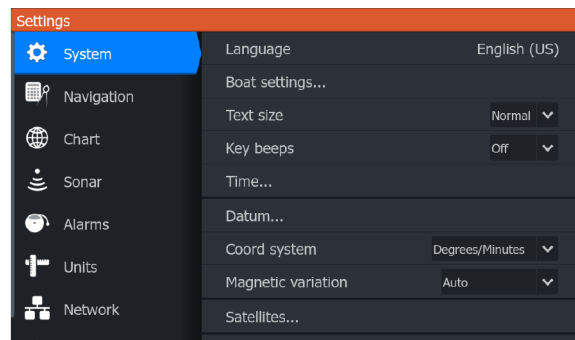 Settings
System
Navigation
Chart
Sonar
Alarms
Units
Network
Language English (US)
Boat settings...
Text size Normal
Key beeps Off
Time...
Datum...
Coord system Degrees/Minutes
Magnetic variation Auto
Satellites...